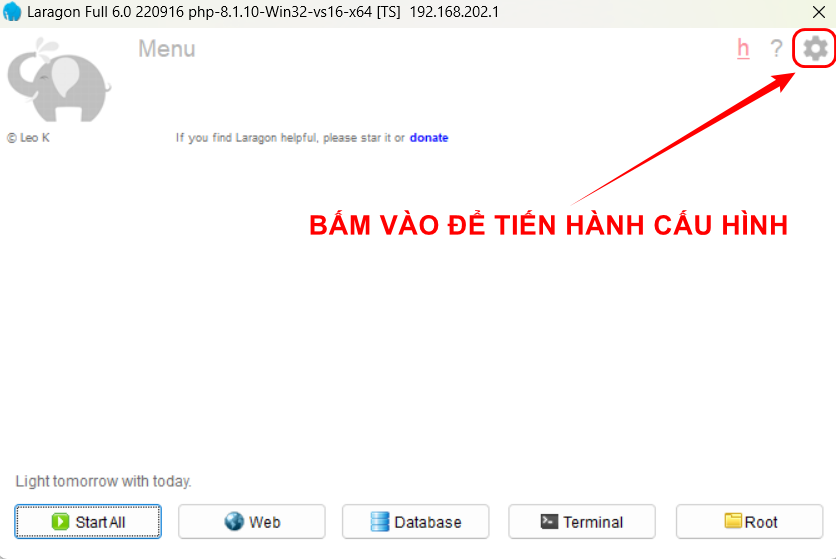 Laragon Full 6.0 220916 php-8.1.10-Win32-vs16-x64 [TS] 192.168.202.1
Menu
h ?
© Leo K
If you find Laragon helpful, please star it or donate
BẤM VÀO ĐỂ TIẾN HÀNH CẤU HÌNH
Light tomorrow with today.
Start All Web Database Terminal Root